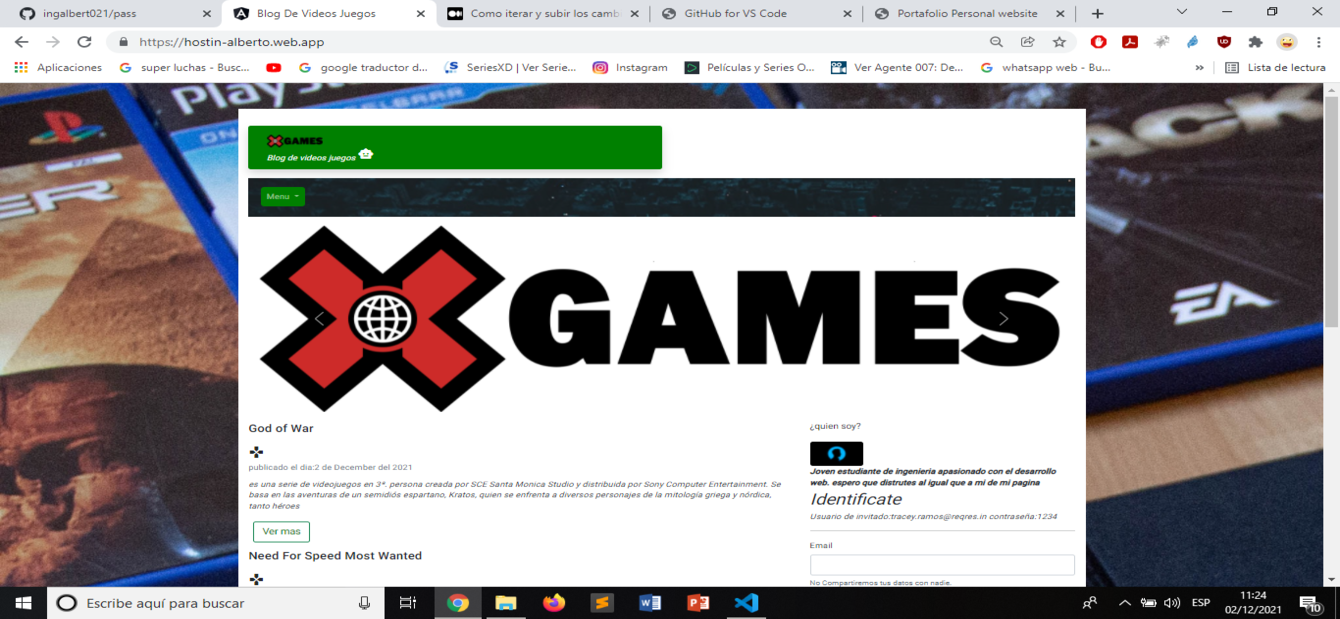 ingalbert021/pass
Blog De Videos Juegos
Como iterar y subir los camb
GitHub for VS Code
Portafolio Personal website
https://hostin-alberto.web.app
Aplicaciones
super luchas - Busc...
google traductor d...
SeriesXD | Ver Serie...
Instagram
Películas y Series O...
Ver Agente 007: De...
whatsapp web - Bu...
»
Lista de lectura
PlaySt
ON
PAL
ER
ACK
EA
XGAMES
Blog de videos juegos
Menu
X GAMES
God of War
publicado el dia:2 de December del 2021
es una serie de videojuegos en 3ª. persona creada por SCE Santa Monica Studio y distribuida por Sony Computer Entertainment. Se
basa en las aventuras de un semidiós espartano, Kratos, quien se enfrenta a diversos personajes de la mitología griega y nórdica,
tanto héroes
Ver mas
Need For Speed Most Wanted
¿quien soy?
Joven estudiante de ingenieria apasionado con el desarrollo
web. espero que distrutes al igual que a mi de mi pagina
Identificate
Usuario de invitado:tracey.ramos@reqres.in contraseña:1234
Email
No Compartiremos tus datos con nadie.
Escribe aquí para buscar
ESP
11:24
02/12/2021
10